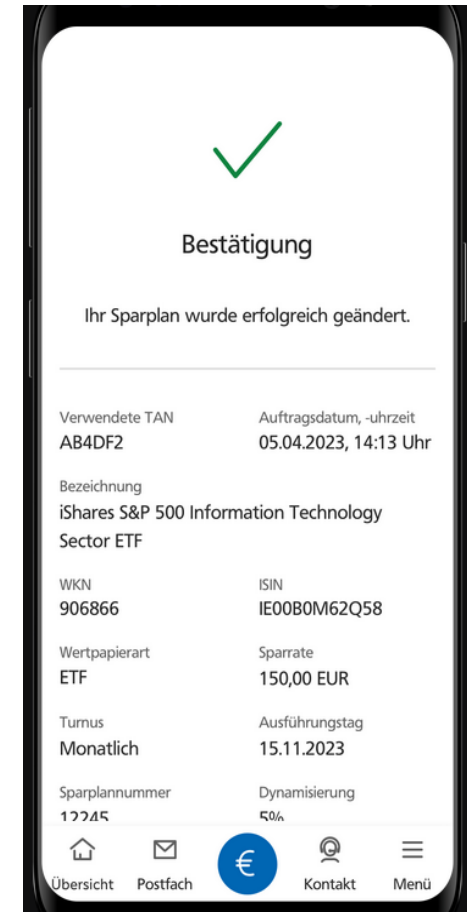 Bestätigung
Ihr Sparplan wurde erfolgreich geändert.
Verwendete TAN
Auftragsdatum, -uhrzeit
AB4DF2
05.04.2023, 14:13 Uhr
Bezeichnung
iShares S&P 500 Information Technology
Sector ETF
WKN
ISIN
906866
IE00B0M62Q58
Wertpapierart
Sparrate
ETF
150,00 EUR
Turnus
Ausführungstag
Monatlich
15.11.2023
Sparplannummer
Dynamisierung
12245
5%
€
Übersicht
Postfach
Kontakt
Menü